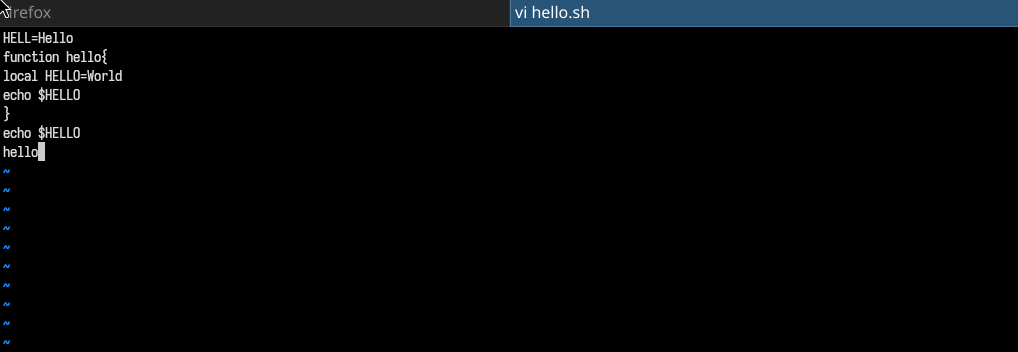 irefox
vi hello.sh
HELL=Hello
function hello{
local HELLO=World
echo $HELLO
}
echo $HELLO
hello
~
~
~
~
~
~
~
~
~
~